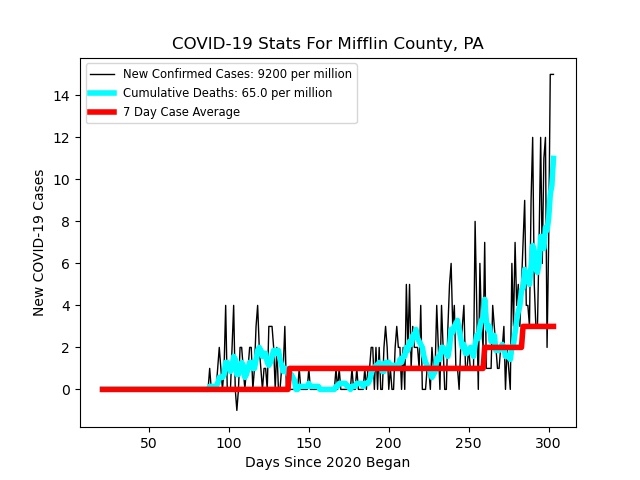 COVID-19 Stats For Mifflin County, PA
New Confirmed Cases: 9200 per million
Cumulative Deaths: 65.0 per million
7 Day Case Average
New COVID-19 Cases
14
12
10
8
6
4
2
0
50 100 150 200 250 300
Days Since 2020 Began